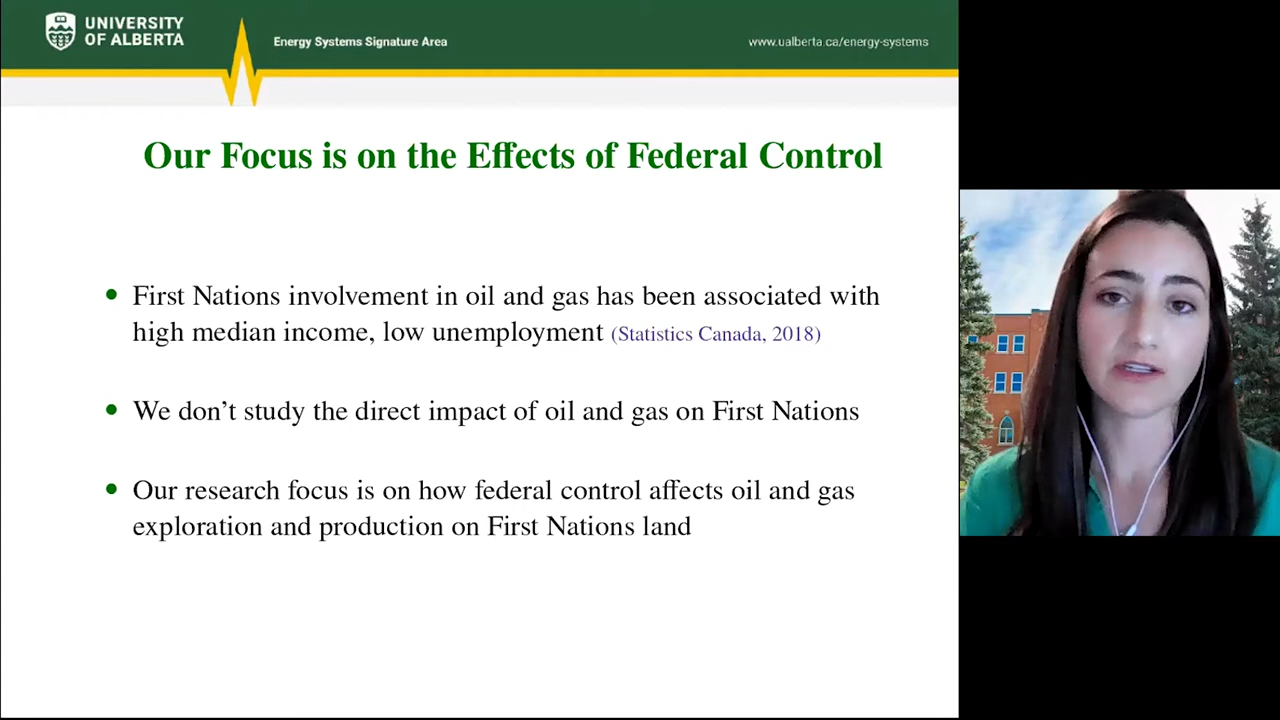 UNIVERSITY
OF ALBERTA
Energy Systems Signature Area
www.ualberta.ca/energy-systems
Our Focus is on the Effects of Federal Control
• First Nations involvement in oil and gas has been associated with
high median income, low unemployment (Statistics Canada, 2018)
• We don’t study the direct impact of oil and gas on First Nations
• Our research focus is on how federal control affects oil and gas
exploration and production on First Nations land